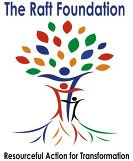 The Raft Foundation
Resourceful Action for Transformation